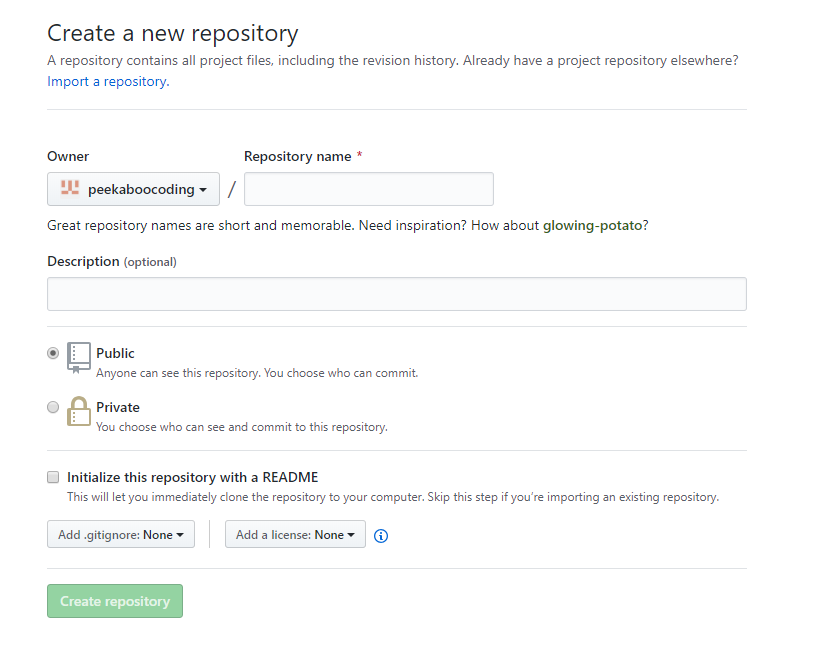 Create a new repository
A repository contains all project files, including the revision history. Already have a project repository elsewhere?
Import a repository.
Owner
Repository name *
peekaboocoding
/
Great repository names are short and memorable. Need inspiration? How about glowing-potato?
Description (optional)
Public
Anyone can see this repository. You choose who can commit.
Private
You choose who can see and commit to this repository.
Initialize this repository with a README
This will let you immediately clone the repository to your computer. Skip this step if you’re importing an existing repository.
Add .gitignore: None
Add a license: None
Create repository